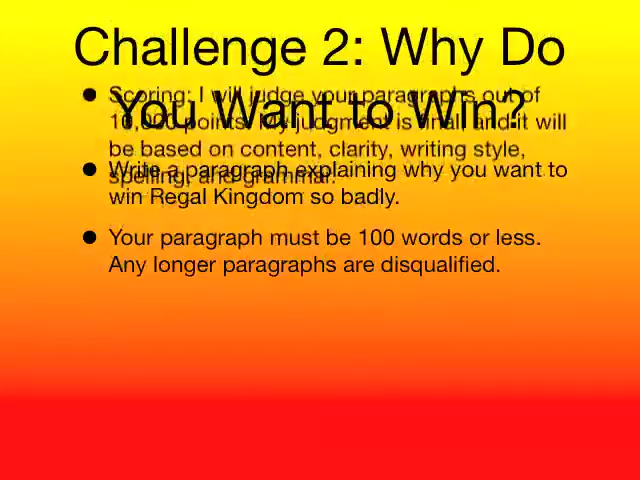 Challenge 2: Why Do
You Want to Win?
• Scoring: I will judge your paragraphs out of
10,000 points. My judgment is final, and it will
be based on content, clarity, writing style,
spelling, and grammar.
• Write a paragraph explaining why you want to
win Regal Kingdom so badly.
• Your paragraph must be 100 words or less.
Any longer paragraphs are disqualified.